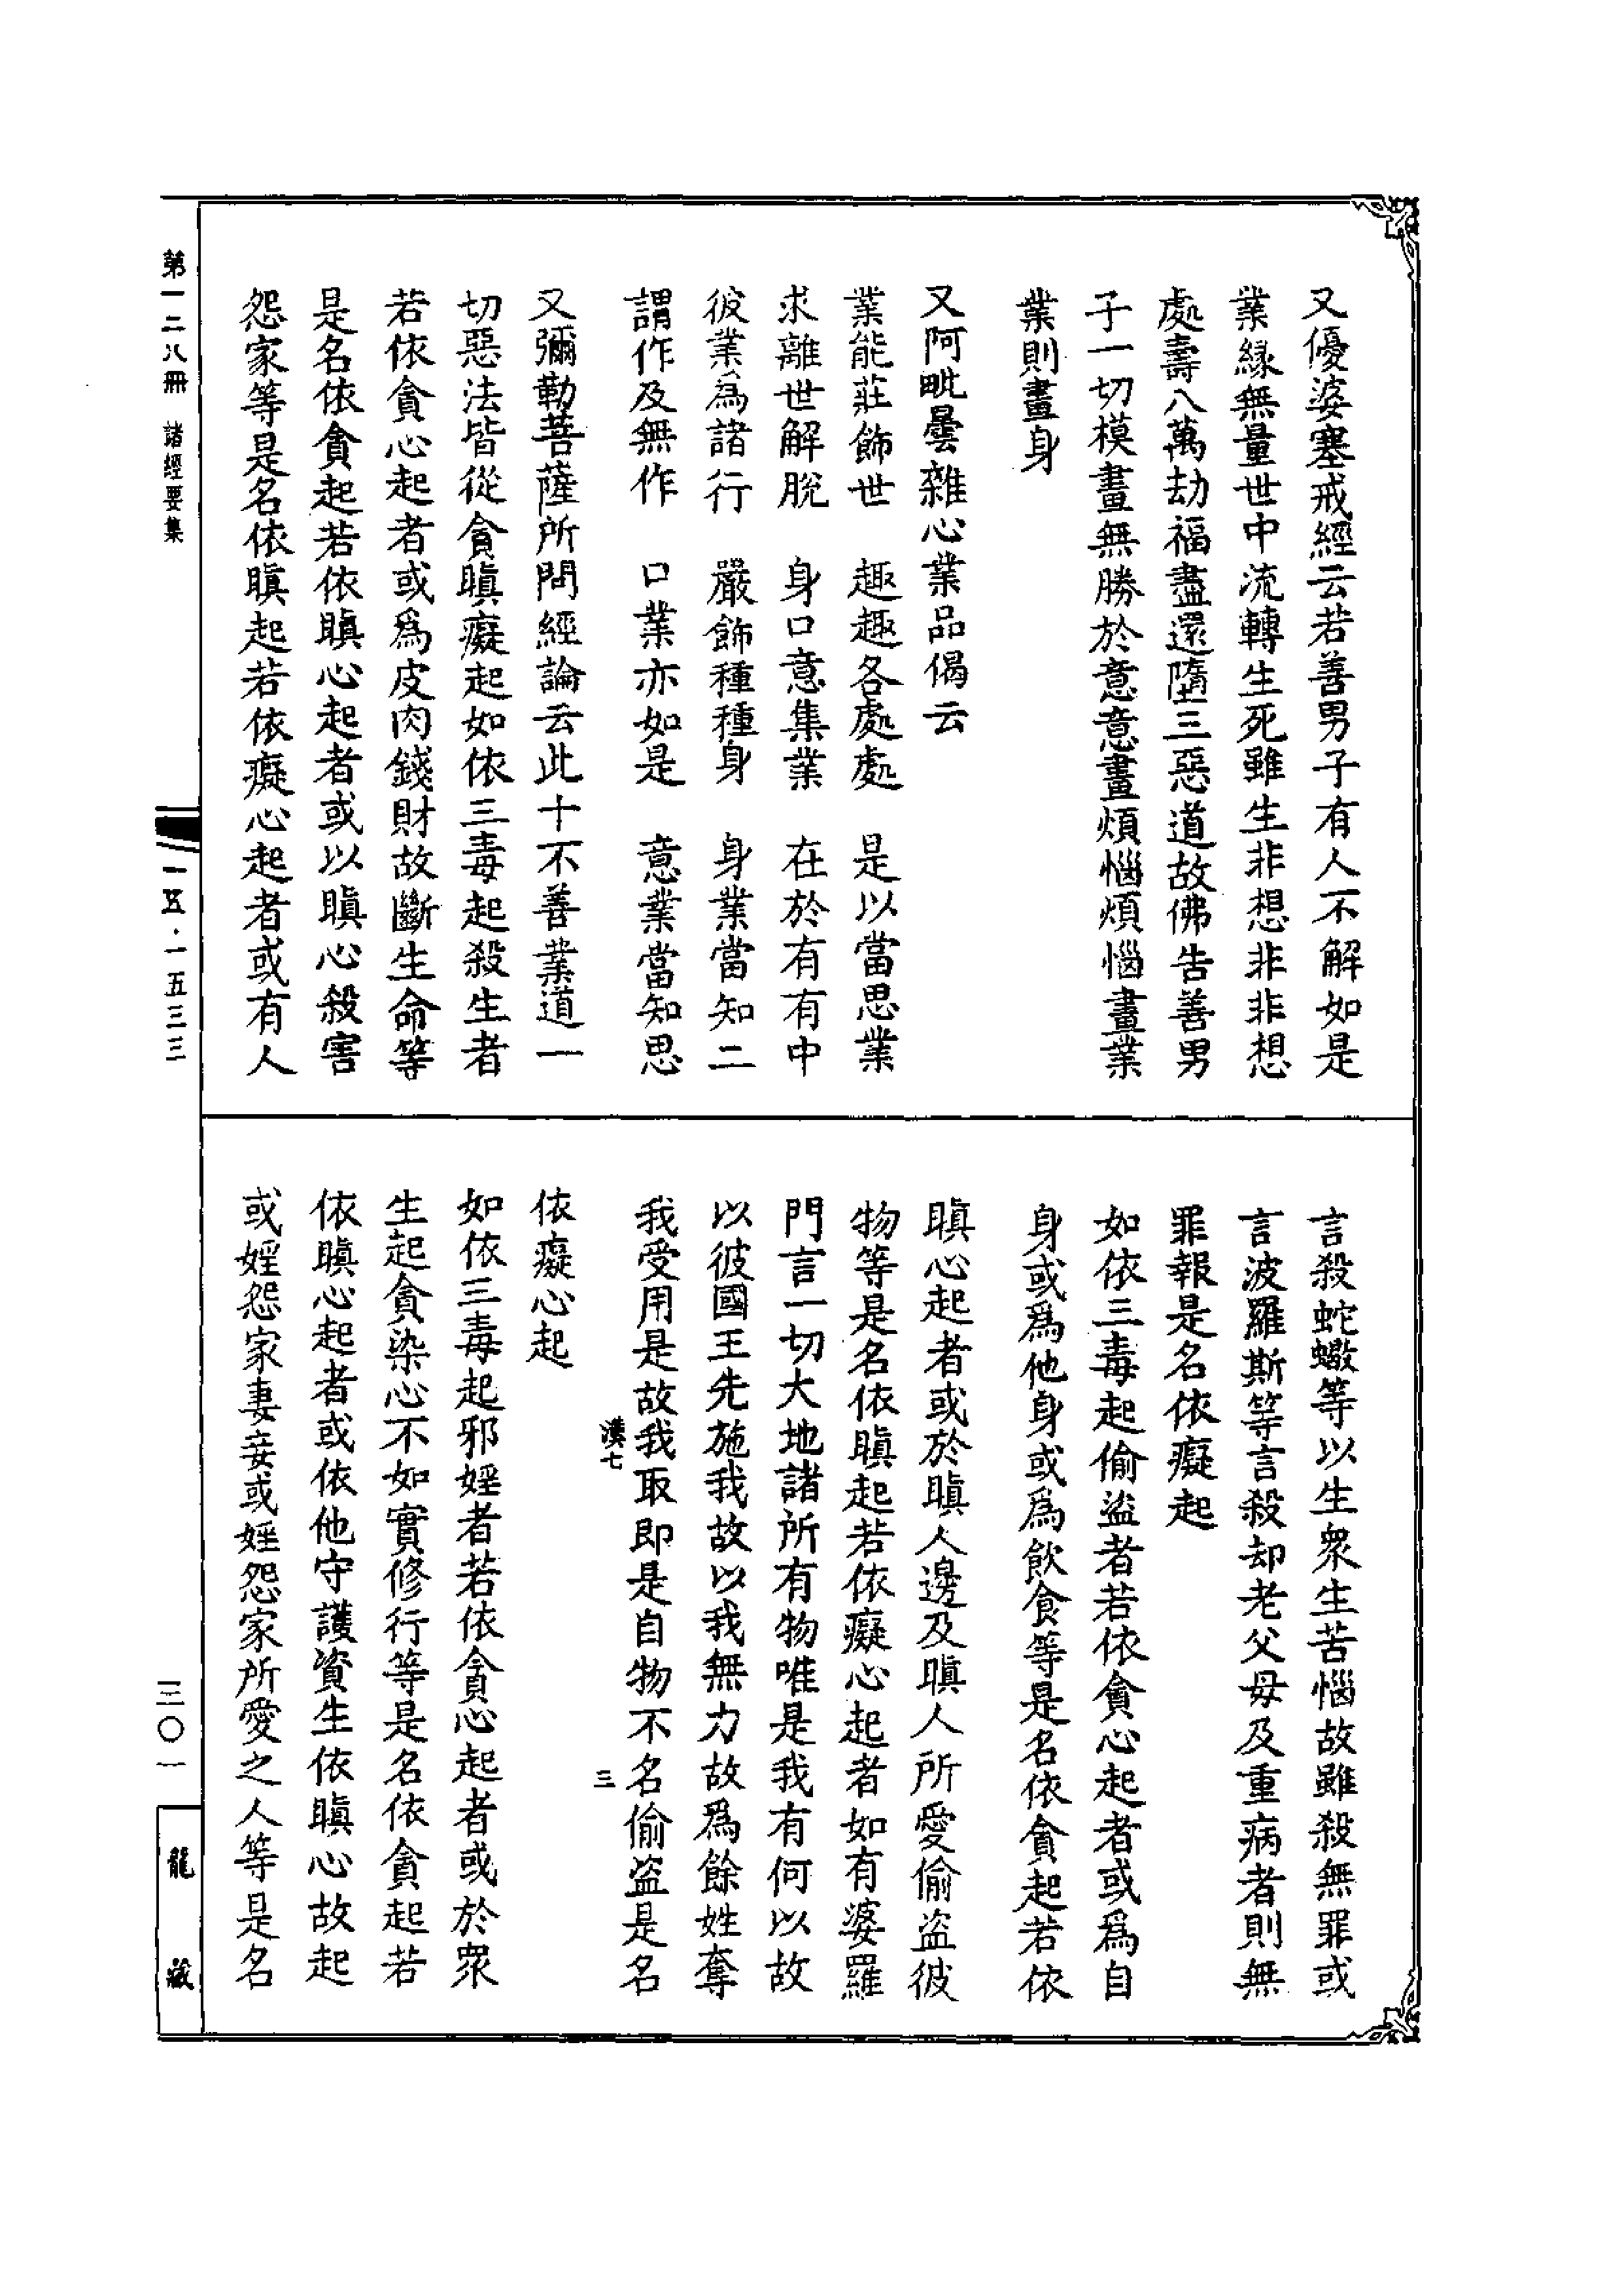 又優婆塞戒經云若善男子有人不解如是
業緣無量世中流轉生死雖生非想非非想
處壽八萬劫福盡還墮三惡道故佛告善男
子一切模畫無勝於意意畫煩惱煩惱畫業
業則畫身
又阿毗曇雜心業品偈云
業能莊飾世　趣趣各處處　是以當思業
求離世解脫　身口意集業　在於有有中
彼業為諸行　嚴飾種種身　身業當知二
謂作及無作　口業亦如是　意業當知思
又彌勒菩薩所問經論云此十不善業道一
切惡法皆從貪瞋癡起如依三毒起殺生者
若依貪心起者或爲皮肉錢財故斷生命等
是名依貪起若依瞋心起者或以瞋心殺害
怨家等是名依瞋起若依癡心起者或有人
言殺蛇蠍等以生衆生苦惱故雖殺無罪或
言波羅斯等言殺却老父母及重病者則無
罪報是名依癡起
如依三毒起偷盜者若依貪心起者或爲自
身或爲他身或爲飲食等是名依貪起若依
瞋心起者或於瞋人邊及瞋人所愛偷盜彼
物等是名依瞋起若依癡心起者如有婆羅
門言一切大地諸所有物唯是我有何以故
以彼國王先施我故以我無力故爲餘姓奪
我受用是故我取即是自物不名偷盜是名
漢七　三
依癡心起
如依三毒起邪婬者若依貪心起者或於衆
生起貪染心不如實修行等是名依貪起若
依瞋心起者或依他守護資生依瞋心故起
或婬怨家妻妾或婬怨家所愛之人等是名
第一二八冊　諸經要集
一五·一五三三
三〇一
龍藏